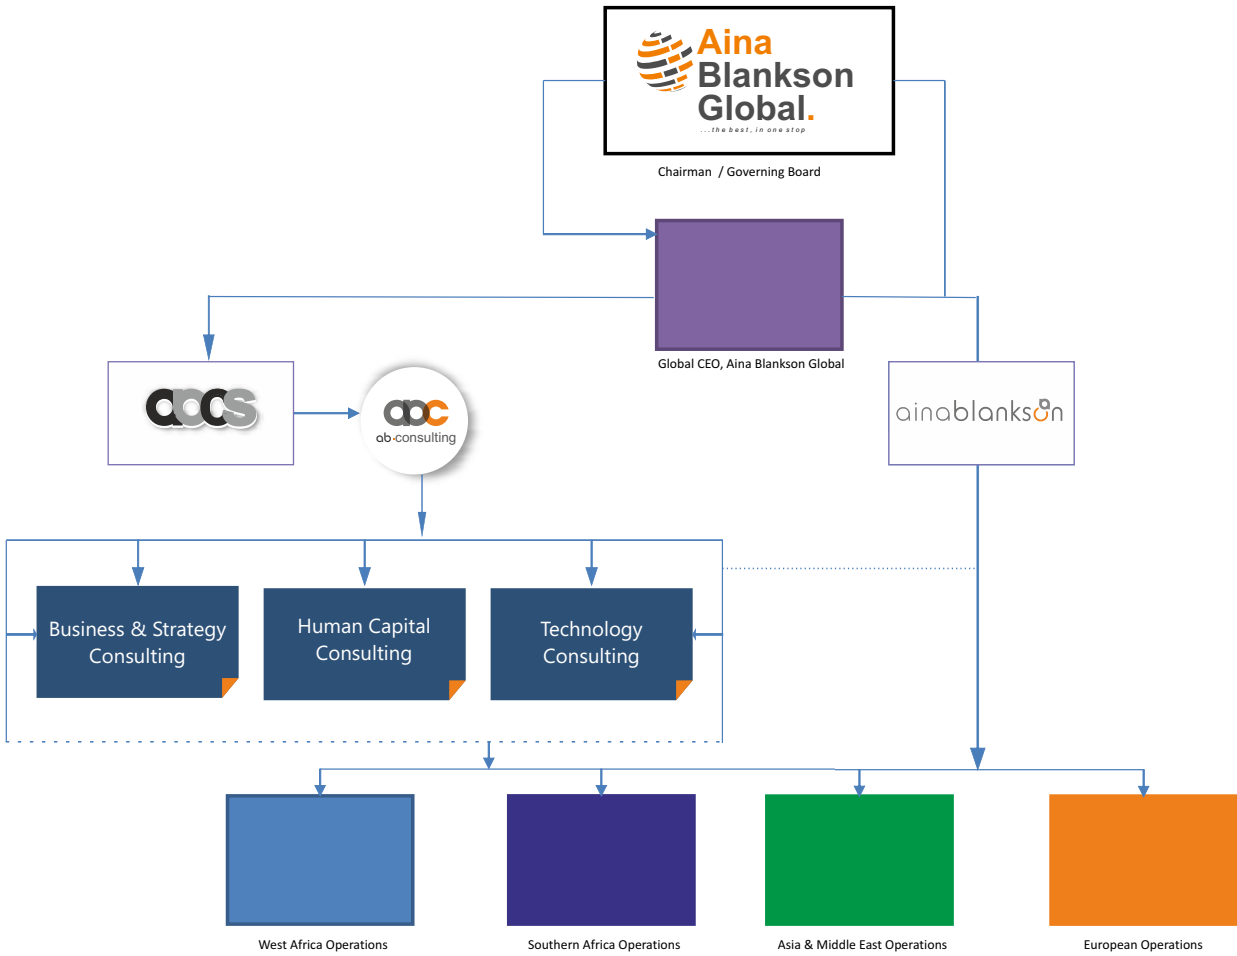 Aina
Blankson
Global.
...the best, in one stop
Chairman / Governing Board
Global CEO, Aina Blankson Global
abcs
abc
ab·consulting
ainablankson
Business & Strategy
Consulting
Human Capital
Consulting
Technology
Consulting
West Africa Operations
Southern Africa Operations
Asia & Middle East Operations
European Operations